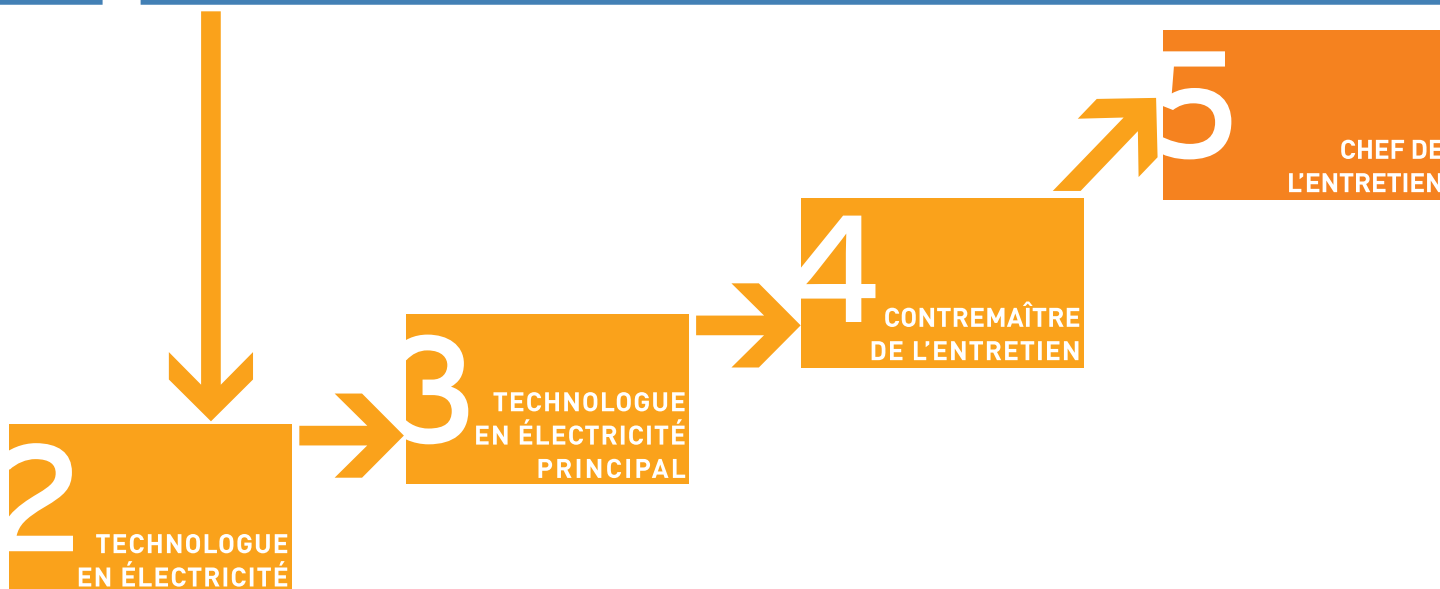 5
CHEF DE
L'ENTRETIEN
4
CONTREMAÎTRE
DE L'ENTRETIEN
3
TECHNOLOGUE
EN ÉLECTRICITÉ
PRINCIPAL
2
TECHNOLOGUE
EN ÉLECTRICITÉ